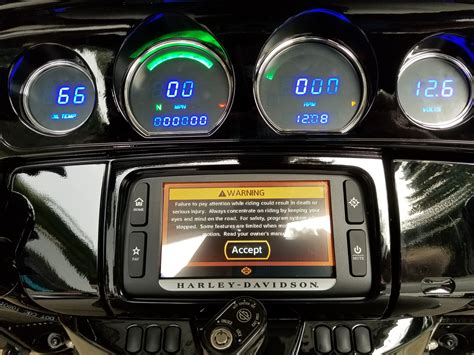 66
OIL TEMP
00
N
MPH
000000
000
RPM
12:08
12.6
VOLTS
WARNING
Failure to pay attention while riding could result in death or
serious injury. Always concentrate on riding by keeping your
eyes and mind on the road. For safety, program system
stopped. Some features are limited when
motion. Read your owner's
Accept
HOME
FAV
MUTE
HARLEY-DAVIDSON